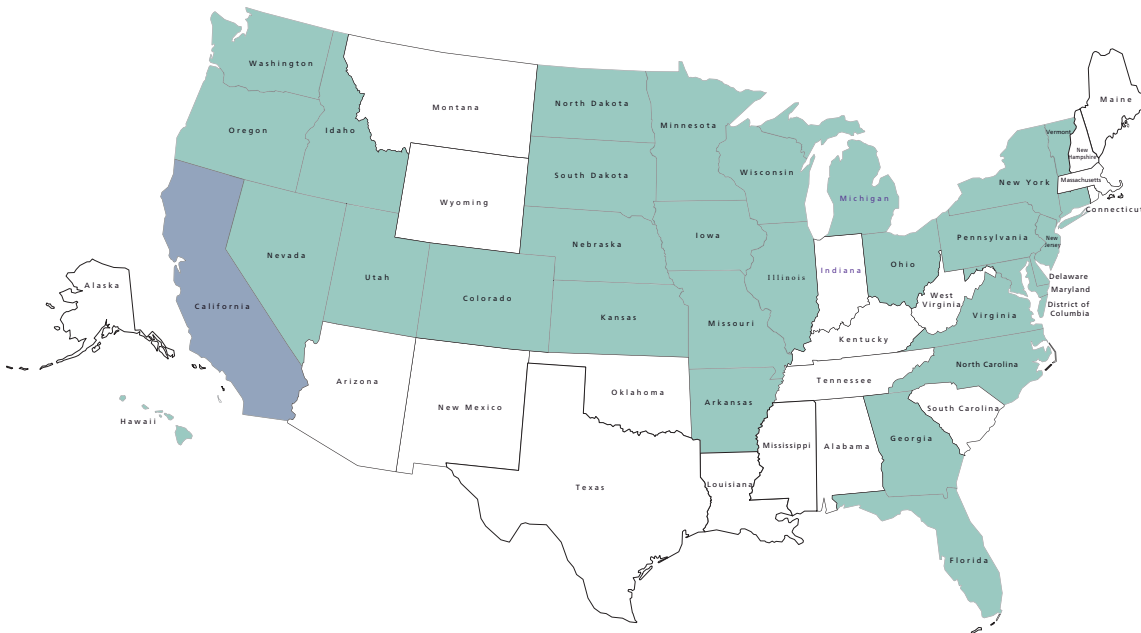 Washington
Montana
Maine
North Dakota
Minnesota
Oregon
Idaho
Vermont
New
Hampshire
Wisconsin
South Dakota
Massachusetts
New York
Michigan
Wyoming
Connecticut
Iowa
Pennsylvania
New
Jersey
Nebraska
Nevada
Ohio
Indiana
Utah
Illinois
Delaware
Alaska
Maryland
Colorado
West
Virginia
District of
Columbia
California
Kansas
Virginia
Missouri
Kentucky
North Carolina
Arizona
Tennessee
Oklahoma
Arkansas
New Mexico
South Carolina
Hawaii
Georgia
Mississippi
Alabama
Texas
Louisiana
Florida